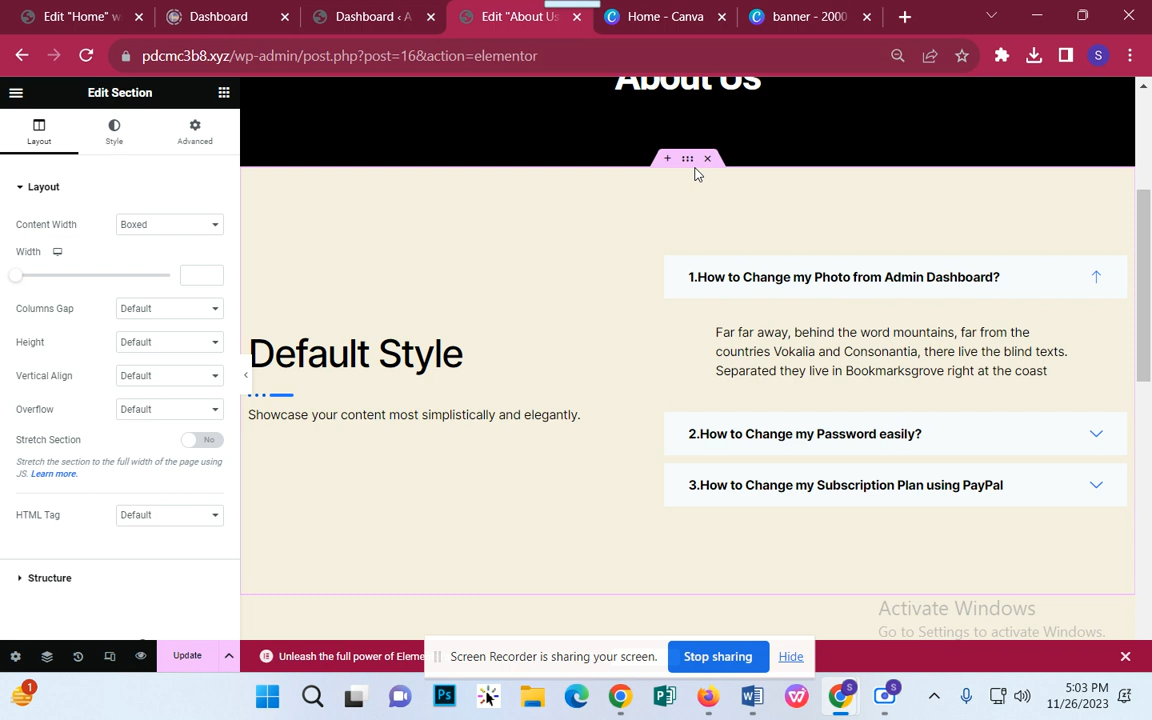 Edit "Home" w
Dashboard
Dashboard ‹ A
Edit "About Us
Home - Canva
banner - 2000
pdcmc3b8.xyz/wp-admin/post.php?post=16&action=elementor
S
Edit Section
Layout
Style
Advanced
Layout
Content Width
Boxed
Width
Columns Gap
Default
Height
Default
Vertical Align
Default
Overflow
Default
Stretch Section
No
Stretch the section to the full width of the page using
JS. Learn more.
HTML Tag
Default
Structure
Update
About Us
Default Style
Showcase your content most simplistically and elegantly.
1.How to Change my Photo from Admin Dashboard?
Far far away, behind the word mountains, far from the
countries Vokalia and Consonantia, there live the blind texts.
Separated they live in Bookmarksgrove right at the coast
2.How to Change my Password easily?
3.How to Change my Subscription Plan using PayPal
Activate Windows
Go to Settings to activate Windows.
Unleash the full power of Eleme
Screen Recorder is sharing your screen.
Stop sharing
Hide
1
Ps
S
S
5:03 PM
11/26/2023